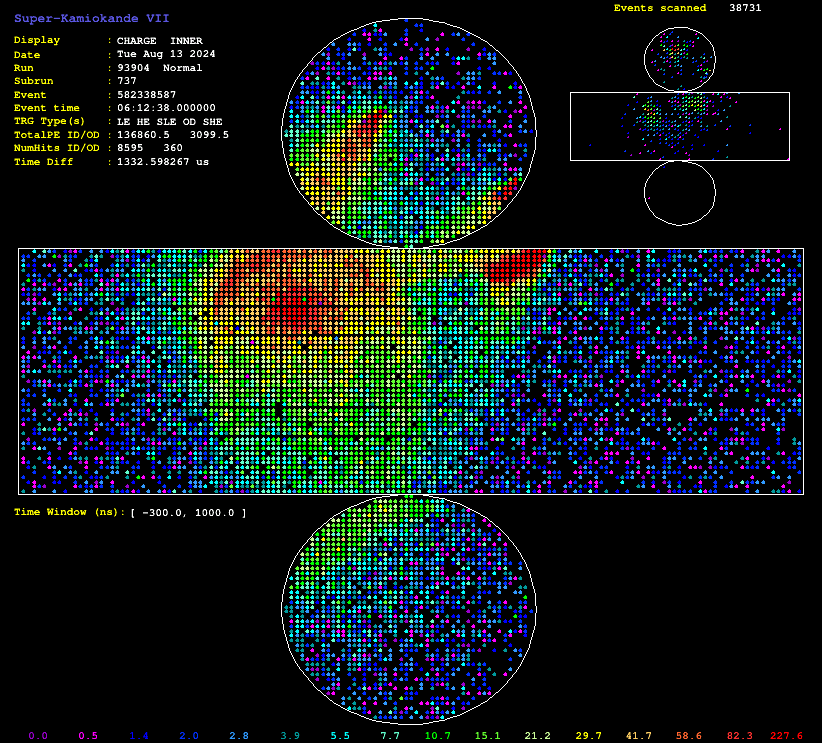 Events scanned 38731
Super-Kamiokande VII
Display : CHARGE INNER
Date : Tue Aug 13 2024
Run : 93904 Normal
Subrun : 737
Event : 582338587
Event time : 06:12:38.000000
TRG Type(s) : LE HE SLE OD SHE
TotalPE ID/OD : 136860.5 3099.5
NumHits ID/OD : 8595 360
Time Diff : 1332.598267 us
Time Window (ns): [ -300.0, 1000.0 ]
0.0 0.5 1.4 2.0 2.8 3.9 5.5 7.7 10.7 15.1 21.2 29.7 41.7 58.6 82.3 227.6